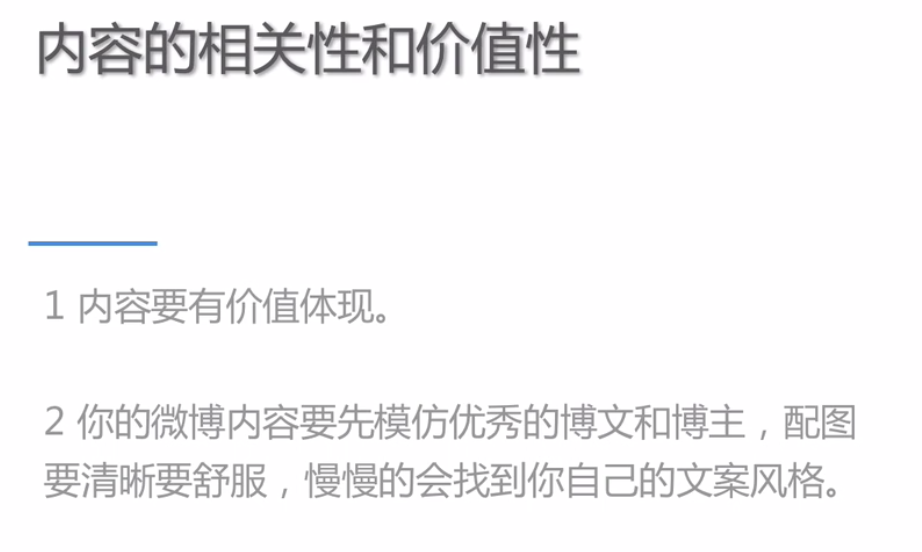 内容的相关性和价值性
1 内容要有价值体现。
2 你的微博内容要先模仿优秀的博文和博主，配图
要清晰要舒服，慢慢的会找到你自己的文案风格。